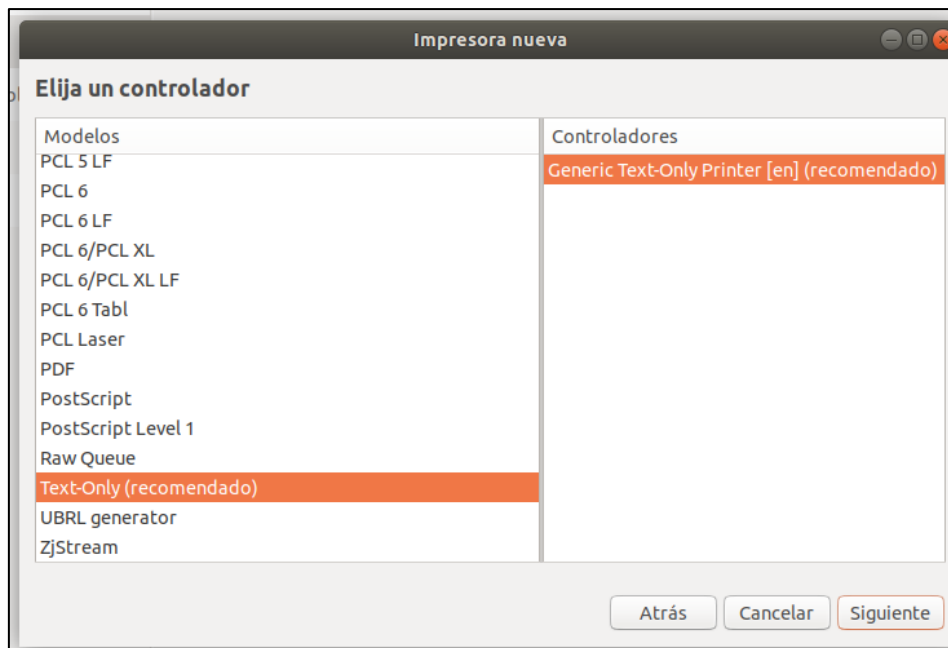 Impresora nueva
Elija un controlador
Modelos
PCL 5 LF
PCL 6
PCL 6 LF
PCL 6/PCL XL
PCL 6/PCL XL LF
PCL 6 Tabl
PCL Laser
PDF
PostScript
PostScript Level 1
Raw Queue
Text-Only (recomendado)
UBRL generator
ZjStream
Controladores
Generic Text-Only Printer [en] (recomendado)
Atrás
Cancelar
Siguiente